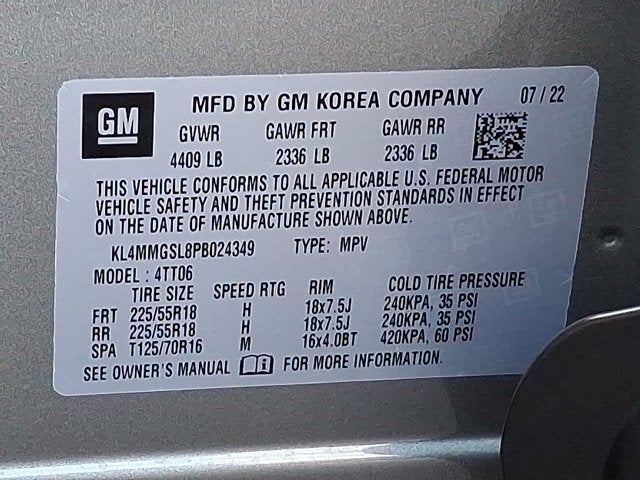 GM MFD BY GM KOREA COMPANY 07 / 22
GVWR GAWR FRT GAWR RR
4409 LB 2336 LB 2336 LB
THIS VEHICLE CONFORMS TO ALL APPLICABLE U.S. FEDERAL MOTOR
VEHICLE SAFETY AND THEFT PREVENTION STANDARDS IN EFFECT
ON THE DATE OF MANUFACTURE SHOWN ABOVE.
KL4MMGSL8PB024349 TYPE: MPV
MODEL : 4TT06
TIRE SIZE SPEED RTG RIM COLD TIRE PRESSURE
FRT 225/55R18 H 18x7.5J 240KPA, 35 PSI
RR 225/55R18 H 18x7.5J 240KPA, 35 PSI
SPA T125/70R16 M 16x4.0BT 420KPA, 60 PSI
SEE OWNER'S MANUAL FOR MORE INFORMATION.